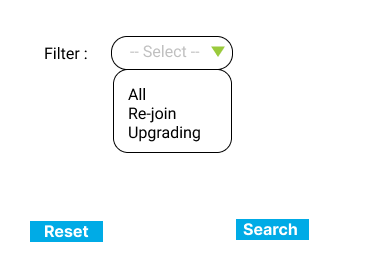 Filter :
-- Select --
All
Re-join
Upgrading
Reset
Search